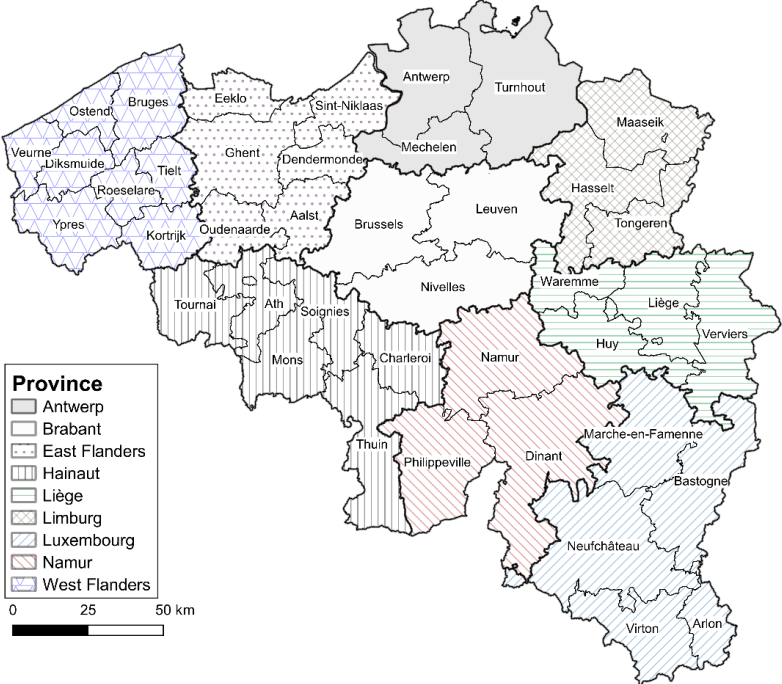 Antwerp
Turnhout
Eeklo
Sint-Niklaas
Bruges
Ostend
Maaseik
Mechelen
Veurne
Ghent
Dendermonde
Diksmuide
Tielt
Roeselare
Hasselt
Ypres
Kortrijk
Oudenaarde
Aalst
Brussels
Leuven
Tongeren
Nivelles
Waremme
Tournai
Ath
Soignies
Liège
Verviers
Huy
Mons
Charleroi
Namur
Thuin
Philippeville
Dinant
Marche-en-Famenne
Bastogne
Neufchâteau
Virton
Arlon
Province
Antwerp
Brabant
East Flanders
Hainaut
Liège
Limburg
Luxembourg
Namur
West Flanders
0 25 50 km